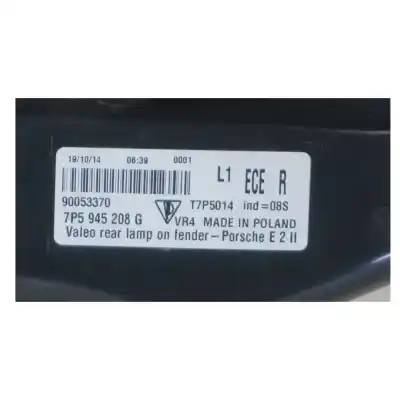 19/10/14 06:39 0001
L1 ECE R
90053370 T7P5014 ind=08S
7P5 945 208 G VR4 MADE IN POLAND
Valeo rear lamp on fender-Porsche E 2 II